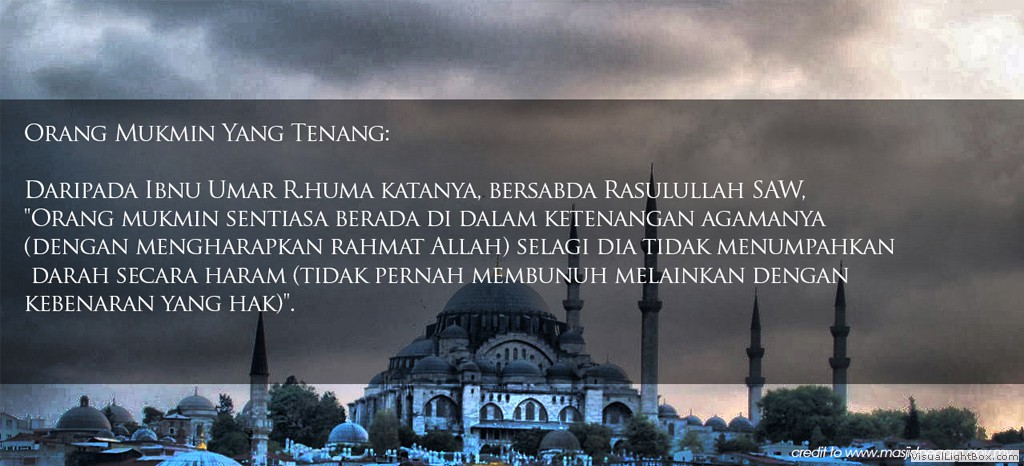 Orang Mukmin Yang Tenang:
Daripada Ibnu Umar R.huma katanya, bersabda Rasulullah SAW,
"Orang mukmin sentiasa berada di dalam ketenangan agamanya
(dengan mengharapkan rahmat Allah) selagi dia tidak menumpahkan
darah secara haram (tidak pernah membunuh melainkan dengan
kebenaran yang hak)".
credit to www.masjid
VisualLightBox.com